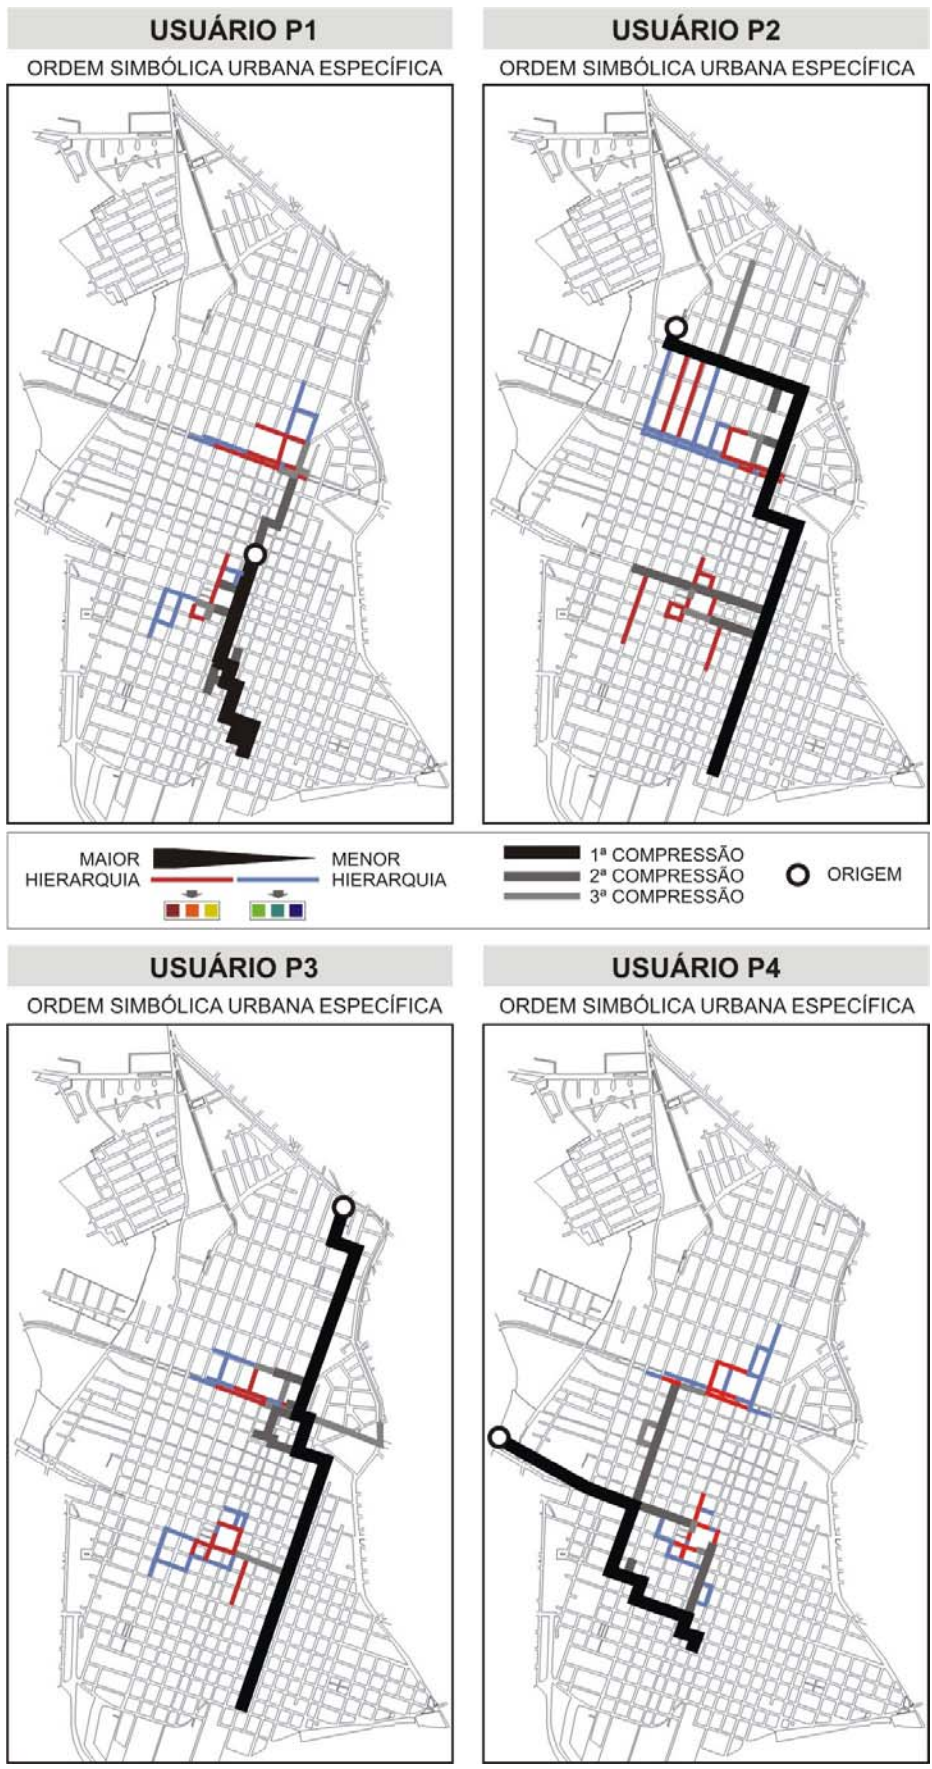 USUÁRIO P1
ORDEM SIMBÓLICA URBANA ESPECÍFICA
USUÁRIO P2
ORDEM SIMBÓLICA URBANA ESPECÍFICA
MAIOR
HIERARQUIA
MENOR
HIERARQUIA
1ª COMPRESSÃO
2ª COMPRESSÃO
3ª COMPRESSÃO
ORIGEM
USUÁRIO P3
ORDEM SIMBÓLICA URBANA ESPECÍFICA
USUÁRIO P4
ORDEM SIMBÓLICA URBANA ESPECÍFICA